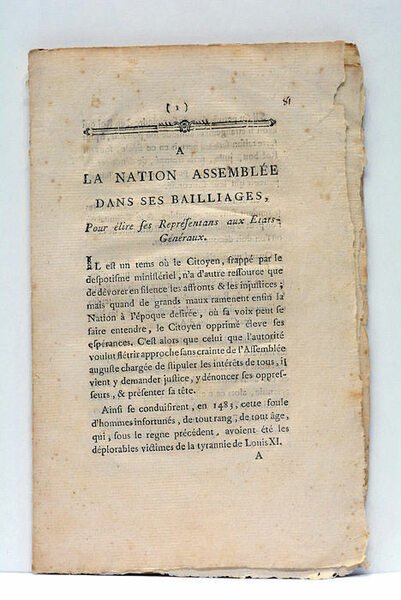 (1) 81
A
LA NATION ASSEMBLÉE
DANS SES BAILLIAGES,
Pour élire ſes Repréſentans aux Etats-
Généraux.
IL eſt un tems où le Citoyen, frappé par le
deſpotiſme miniſtériel, n'a d'autre reſſource que
de dévorer en ſilence les affronts & les injuſtices;
mais quand de grands maux ramenent enfin la
Nation à l'époque deſirée, où ſa voix peut ſe
faire entendre, le Citoyen opprimé éleve ſes
eſpérances. C'eſt alors que celui que l'autorité
voulut flétrir approche ſans crainte de l'Aſſemblée
auguſte chargée de ſtipuler les intérêts de tous, il
vient y demander juſtice, y dénoncer ſes oppreſ-
ſeurs, & préſenter ſa tête.
Ainſi ſe conduiſirent, en 1483, cette foule
d'hommes infortunés, de tout rang, de tout âge,
qui, ſous le regne précédent, avoient été les
déplorables victimes de la tyrannie de Louis XI.
A